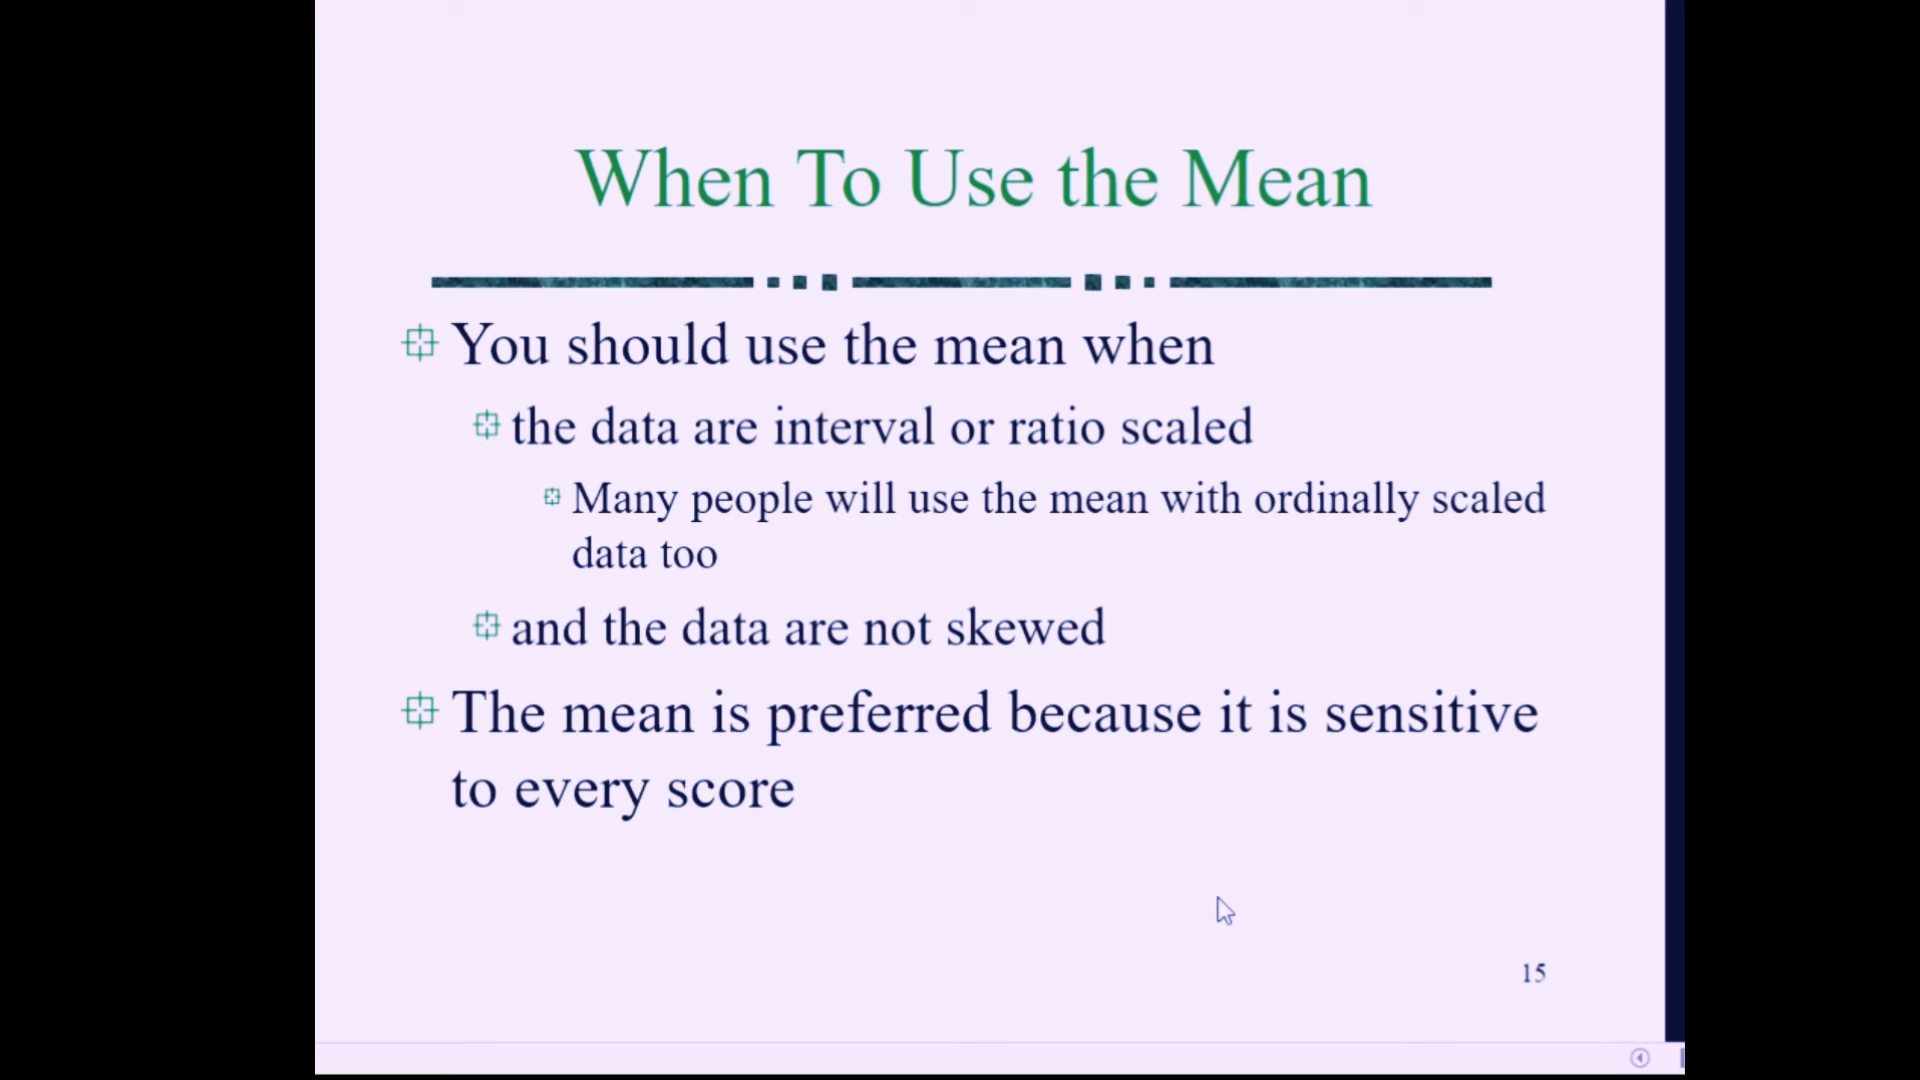 When To Use the Mean
You should use the mean when
the data are interval or ratio scaled
Many people will use the mean with ordinally scaled
data too
and the data are not skewed
The mean is preferred because it is sensitive
to every score
15